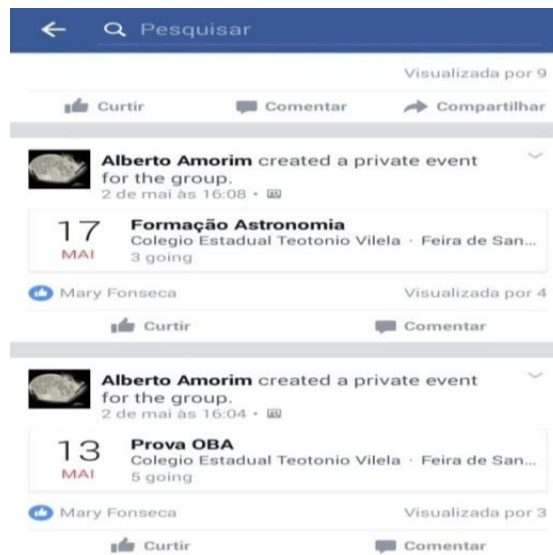 Pesquisar
Visualizada por 9
Curtir Comentar Compartilhar
Alberto Amorim created a private event
for the group.
2 de mai às 16:08 •
17 Formação Astronomia
Colegio Estadual Teotonio Vilela · Feira de San...
MAI 3 going
Mary Fonseca Visualizada por 4
Curtir Comentar
Alberto Amorim created a private event
for the group.
2 de mai às 16:04 •
13 Prova OBA
Colegio Estadual Teotonio Vilela · Feira de San...
MAI 5 going
Mary Fonseca Visualizada por 3
Curtir Comentar